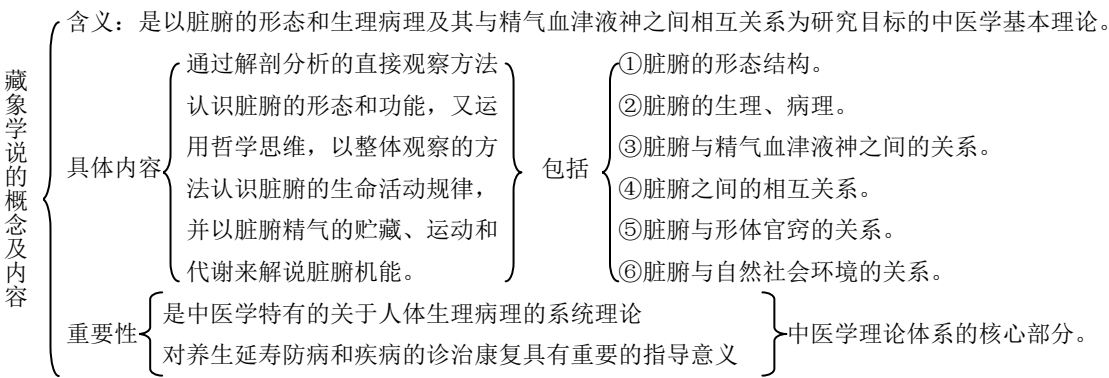 藏象学说的概念及内容
含义：是以脏腑的形态和生理病理及其与精气血津液神之间相互关系为研究目标的中医学基本理论。
具体内容
通过解剖分析的直接观察方法
认识脏腑的形态和功能，又运
用哲学思维，以整体观察的方
法认识脏腑的生命活动规律，
并以脏腑精气的贮藏、运动和
代谢来解说脏腑机能。
包括
①脏腑的形态结构。
②脏腑的生理、病理。
③脏腑与精气血津液神之间的关系。
④脏腑之间的相互关系。
⑤脏腑与形体官窍的关系。
⑥脏腑与自然社会环境的关系。
重要性
是中医学特有的关于人体生理病理的系统理论
对养生延寿防病和疾病的诊治康复具有重要的指导意义
中医学理论体系的核心部分。